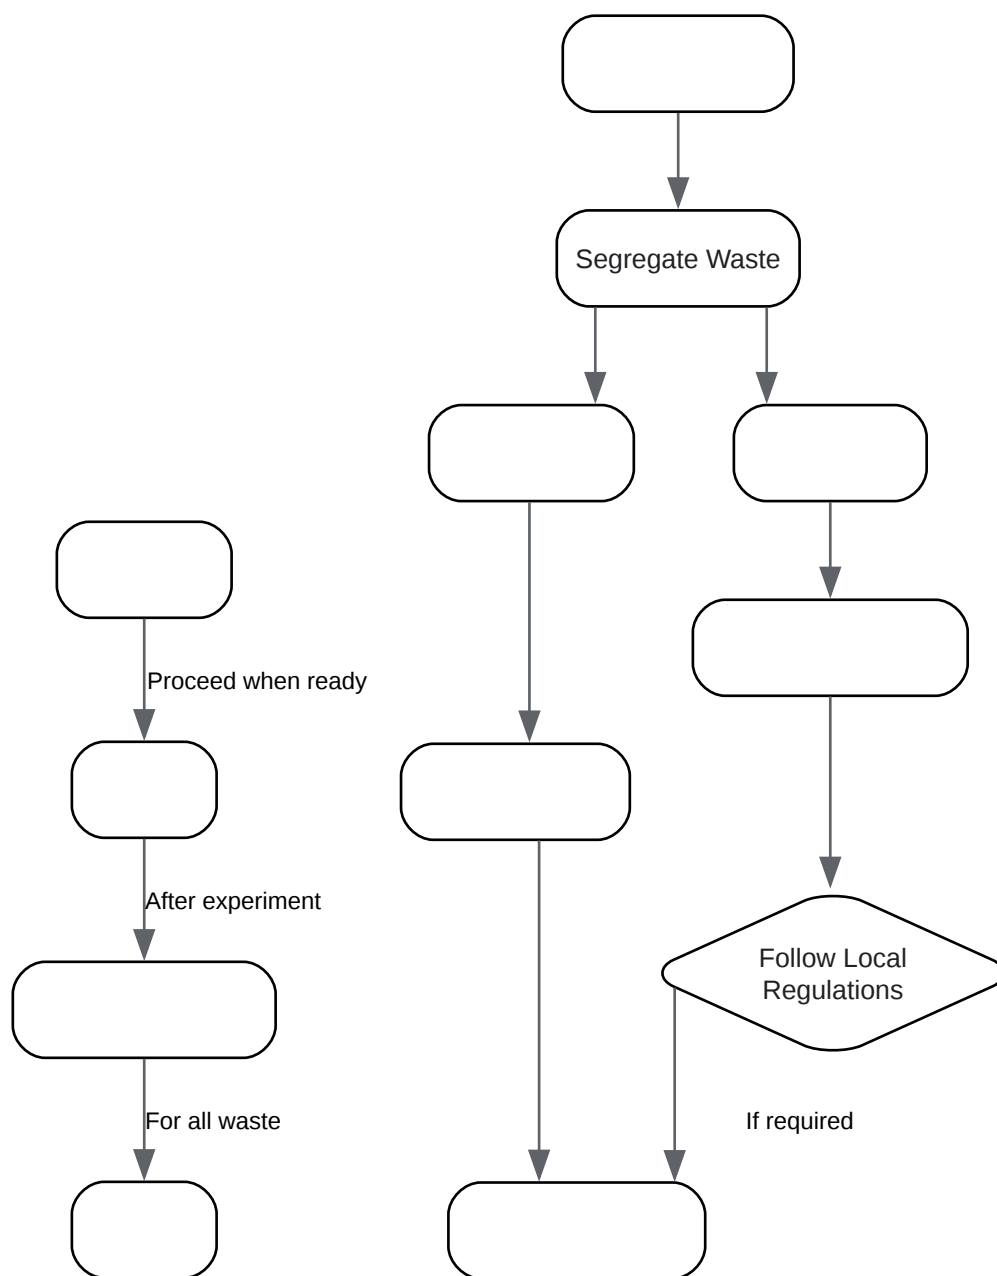 Segregate Waste
Proceed when ready
After experiment
Follow Local
Regulations
For all waste
If required